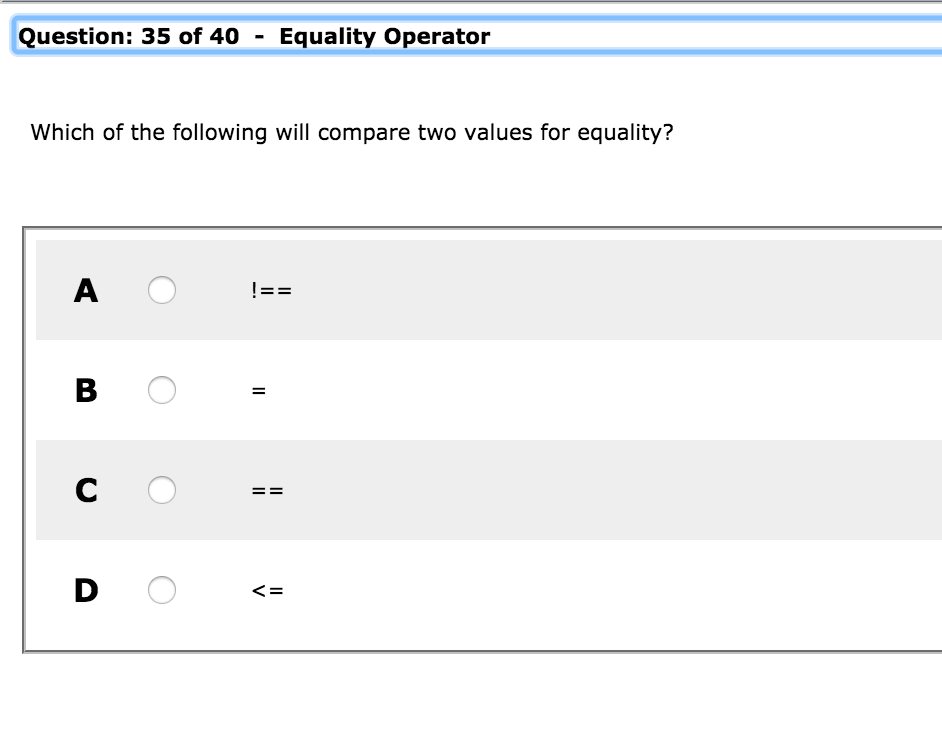 Question: 35 of 40 - Equality Operator
Which of the following will compare two values for equality?
A !==
B =
C ==
D <=